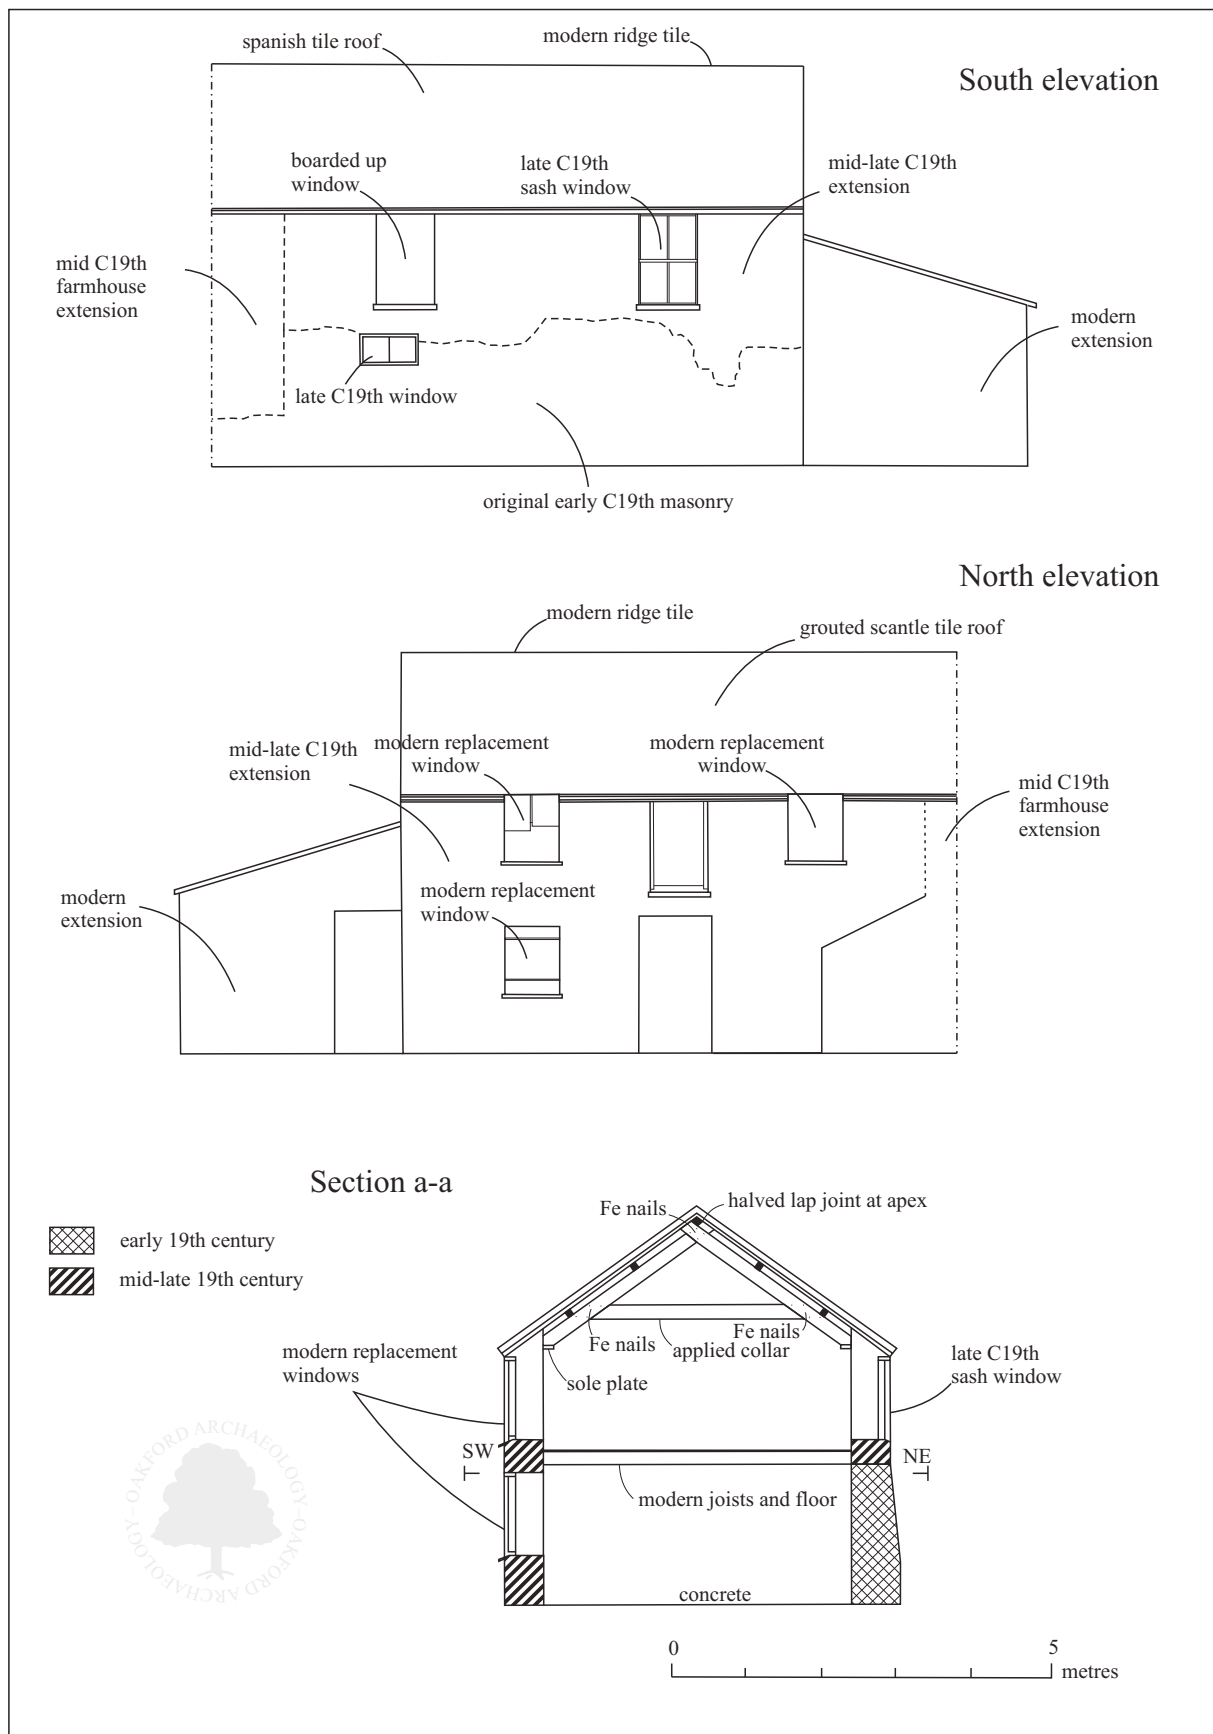 South elevation
spanish tile roof
modern ridge tile
boarded up
window
late C19th
sash window
mid-late C19th
extension
mid C19th
farmhouse
extension
modern
extension
late C19th window
original early C19th masonry
North elevation
modern ridge tile
grouted scantle tile roof
mid-late C19th
extension
modern replacement
window
modern replacement
window
mid C19th
farmhouse
extension
modern replacement
window
modern
extension
Section a-a
early 19th century
mid-late 19th century
Fe nails
halved lap joint at apex
Fe nails
Fe nails
applied collar
sole plate
modern replacement
windows
late C19th
sash window
SW
NE
modern joists and floor
concrete
OAKFORD ARCHAEOLOGY - OAKFORD ARCHAEOLOGY -
0
5
metres